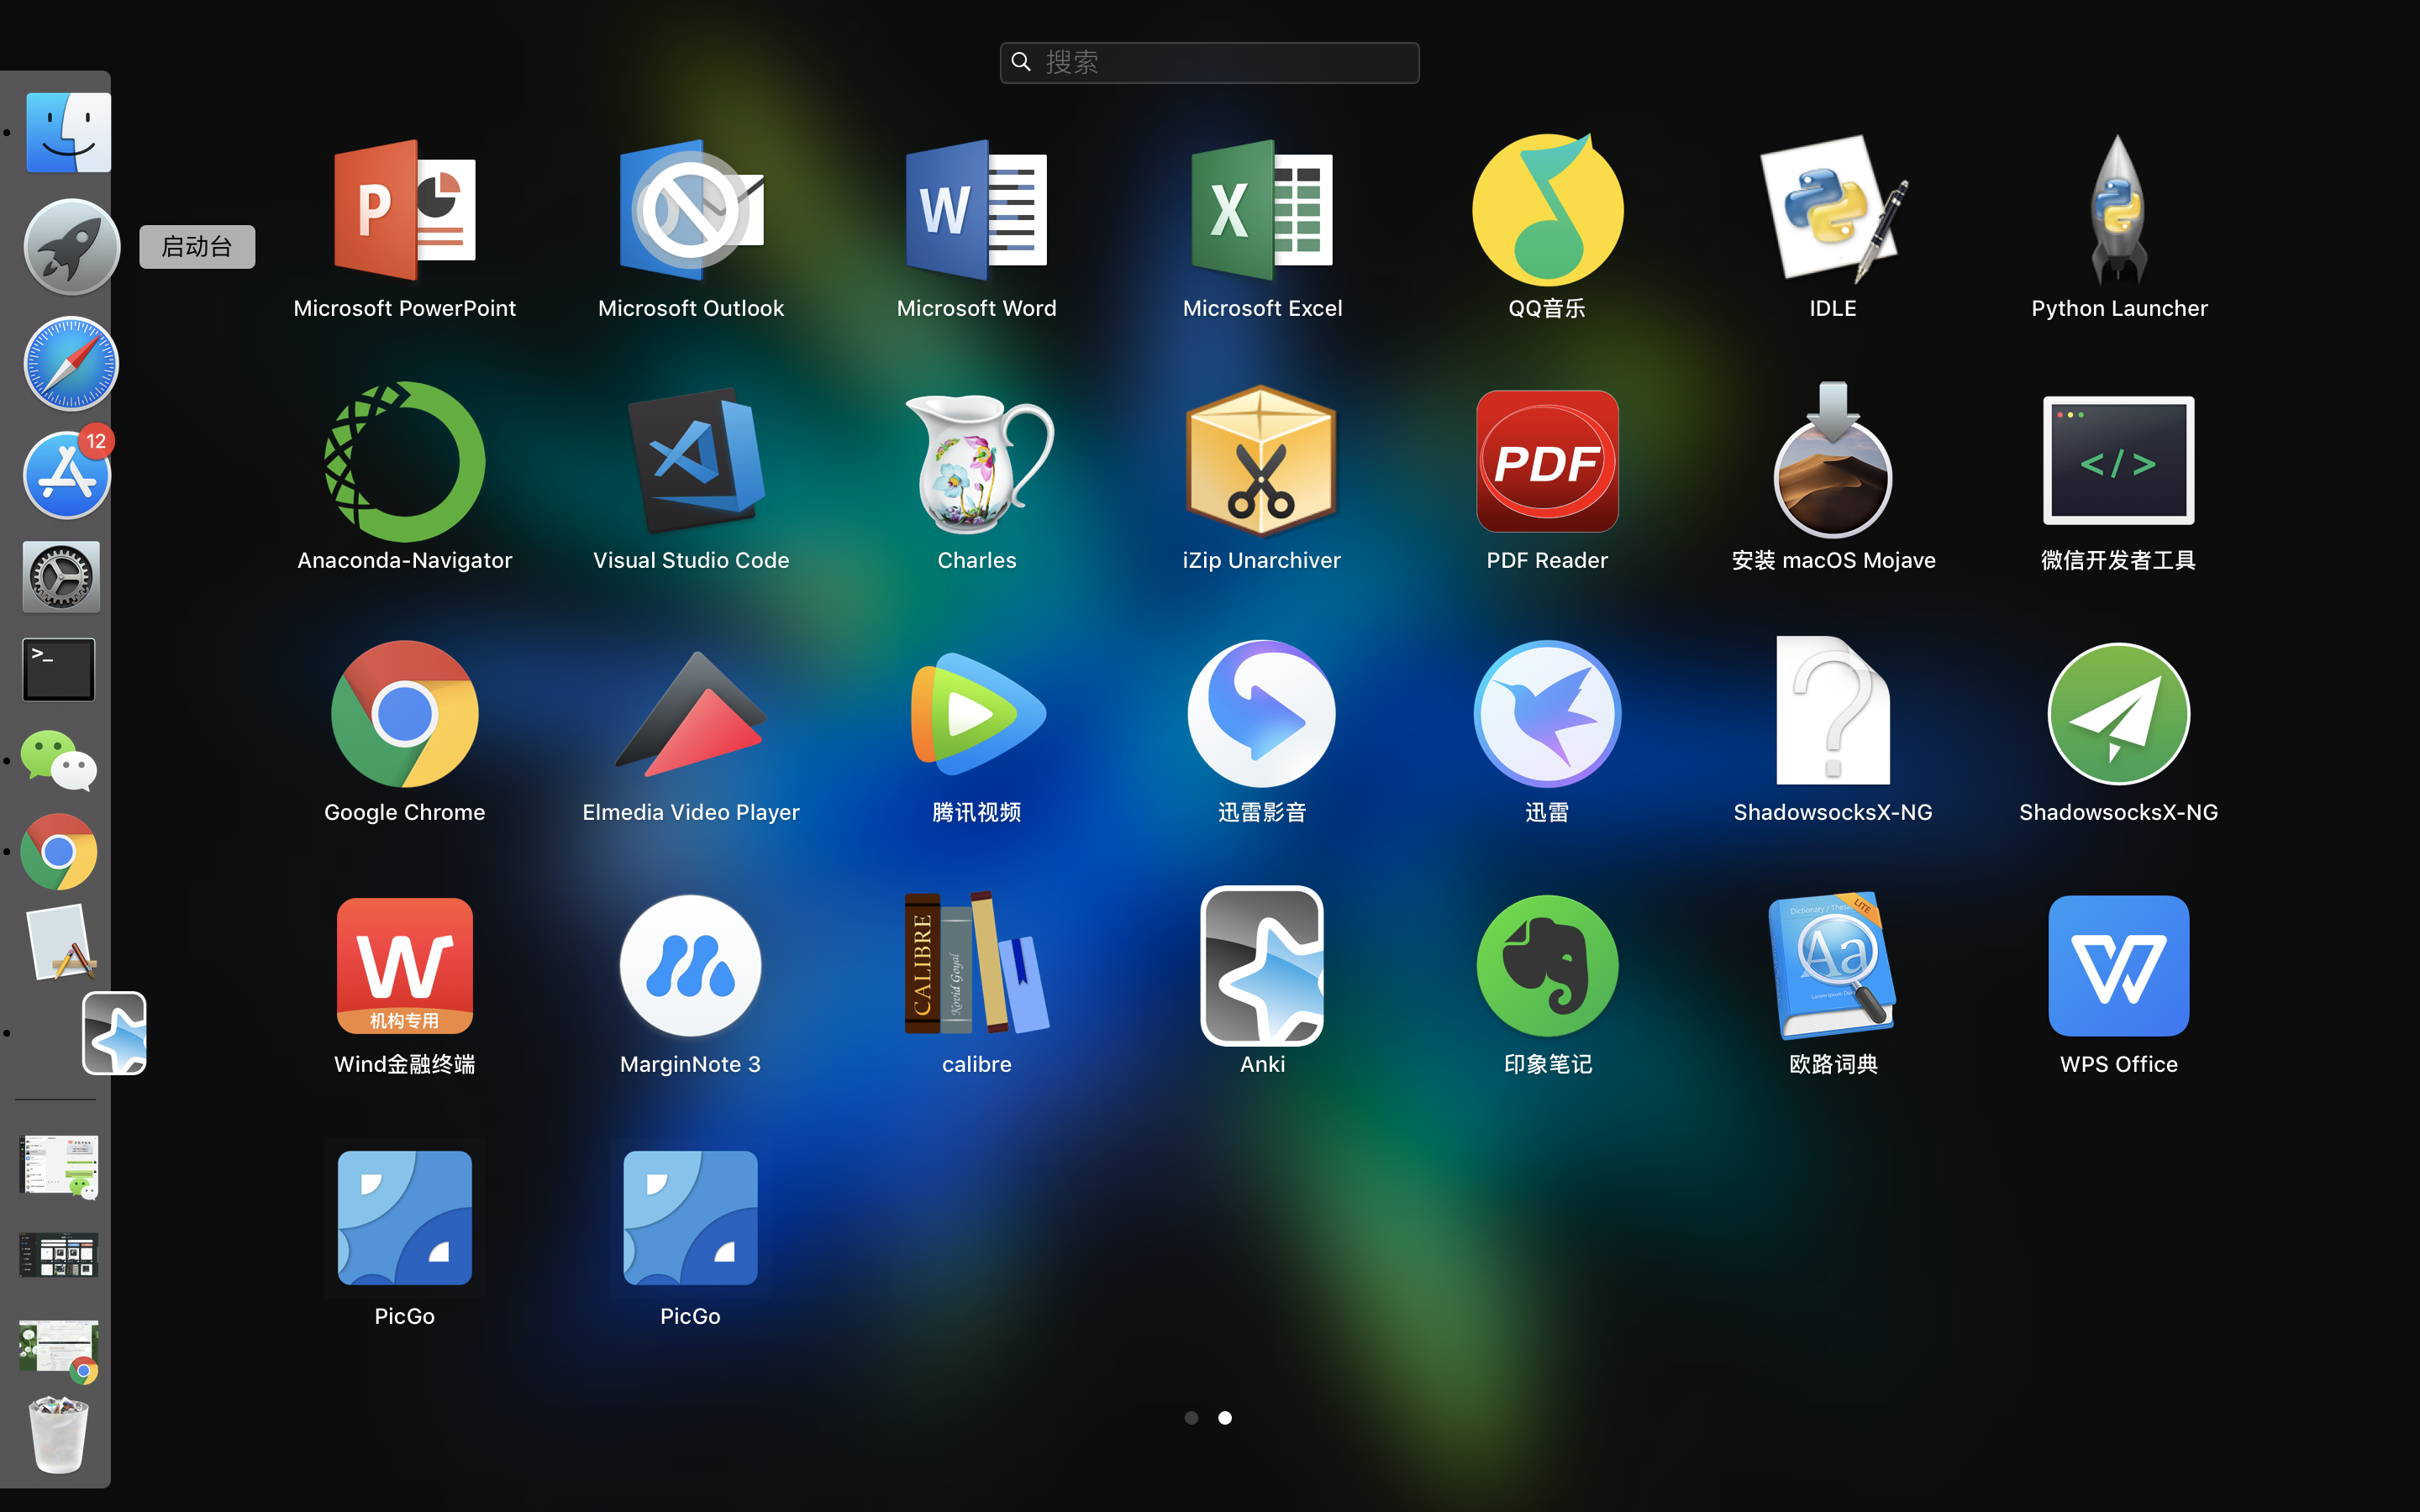 搜索
启动台
12
>_
P
W
X
Microsoft PowerPoint
Microsoft Outlook
Microsoft Word
Microsoft Excel
QQ音乐
IDLE
Python Launcher
PDF
</>
Anaconda-Navigator
Visual Studio Code
Charles
iZip Unarchiver
PDF Reader
安装 macOS Mojave
微信开发者工具
Google Chrome
Elmedia Video Player
腾讯视频
迅雷影音
迅雷
ShadowsocksX-NG
ShadowsocksX-NG
W
机构专用
CALIBRE
Kovid Goyal
LITE
Aa
W
Wind金融终端
MarginNote 3
calibre
Anki
印象笔记
欧路词典
WPS Office
PicGo
PicGo